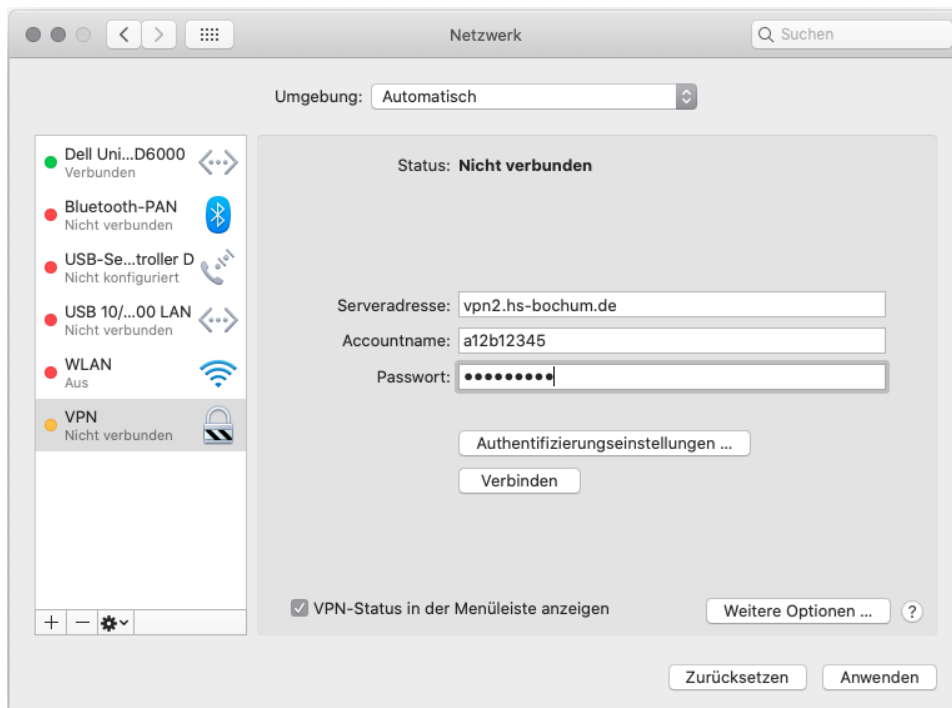 Netzwerk
Suchen
Umgebung: Automatisch
Dell Uni...D6000
Verbunden
Bluetooth-PAN
Nicht verbunden
USB-Se...troller D
Nicht konfiguriert
USB 10/...00 LAN
Nicht verbunden
WLAN
Aus
VPN
Nicht verbunden
Status: Nicht verbunden
Serveradresse: vpn2.hs-bochum.de
Accountname: a12b12345
Passwort: •••••••••
Authentifizierungseinstellungen ...
Verbinden
VPN-Status in der Menüleiste anzeigen
Weitere Optionen ... ?
Zurücksetzen Anwenden